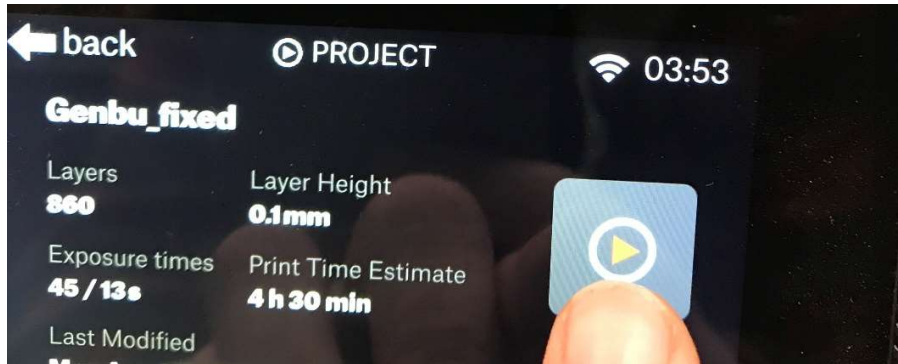 back
PROJECT
03:53
Genbu_fixed
Layers
860
Layer Height
0.1mm
Exposure times
45/13s
Print Time Estimate
4 h 30 min
Last Modified